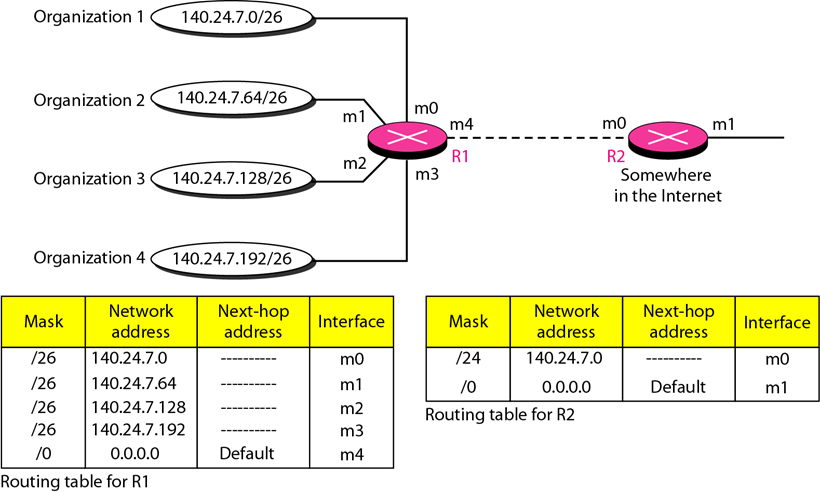 Organization 1
140.24.7.0/26
Organization 2
140.24.7.64/26
m0
m1
m4
m0
m1
R1
R2
m2
m3
Organization 3
140.24.7.128/26
Somewhere
in the Internet
Organization 4
140.24.7.192/26
Mask Network address Next-hop address Interface
/26 140.24.7.0 ---------- m0
/26 140.24.7.64 ---------- m1
/26 140.24.7.128 ---------- m2
/26 140.24.7.192 ---------- m3
/0 0.0.0.0 Default m4
Routing table for R1
Mask Network address Next-hop address Interface
/24 140.24.7.0 ---------- m0
/0 0.0.0.0 Default m1
Routing table for R2